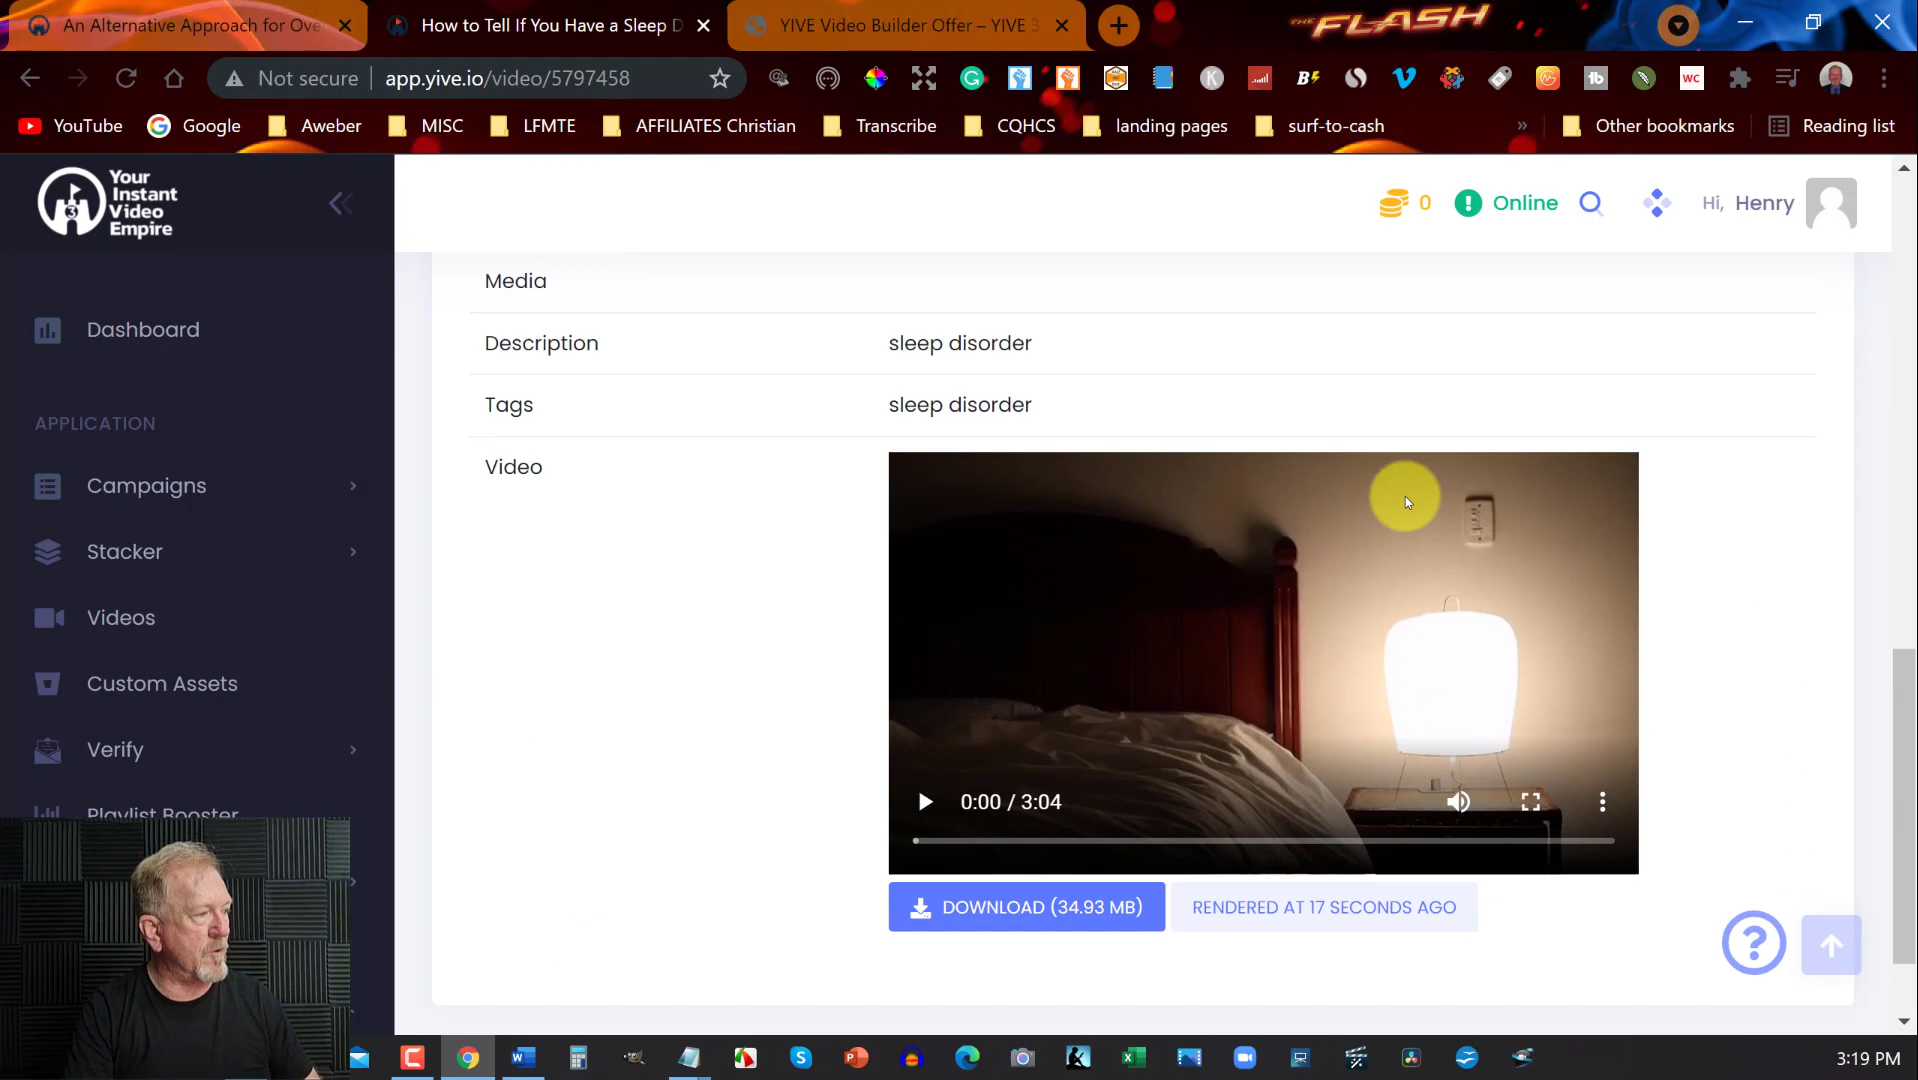 An Alternative Approach for Ove
How to Tell If You Have a Sleep D
YIVE Video Builder Offer – YIVE 3
THE FLASH
Not secure
app.yive.io/video/5797458
YouTube
Google
Aweber
MISC
LFMTE
AFFILIATES Christian
Transcribe
CQHCS
landing pages
surf-to-cash
»
Other bookmarks
Reading list
Your
Instant
Video
Empire
3
0
Online
Hi, Henry
Dashboard
APPLICATION
Campaigns
Stacker
Videos
Custom Assets
Verify
Playlist Booster
Media
Description
sleep disorder
Tags
sleep disorder
Video
0:00 / 3:04
DOWNLOAD (34.93 MB)
RENDERED AT 17 SECONDS AGO
3:19 PM